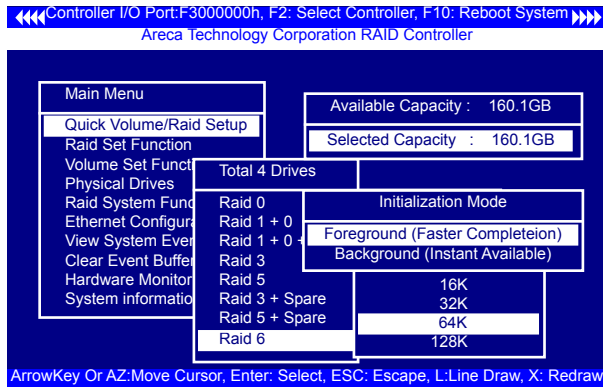 Controller I/O Port:F3000000h, F2: Select Controller, F10: Reboot System
Areca Technology Corporation RAID Controller
Main Menu
Quick Volume/Raid Setup
Raid Set Function
Volume Set Funct
Physical Drives
Raid System Func
Ethernet Configura
View System Even
Clear Event Buffer
Hardware Monitor
System informatio
Total 4 Drives
Raid 0
Raid 1 + 0
Raid 1 + 0 +
Raid 3
Raid 5
Raid 3 + Spare
Raid 5 + Spare
Raid 6
Available Capacity : 160.1GB
Selected Capacity : 160.1GB
Initialization Mode
Foreground (Faster Completeion)
Background (Instant Available)
16K
32K
64K
128K
ArrowKey Or AZ:Move Cursor, Enter: Select, ESC: Escape, L:Line Draw, X: Redraw